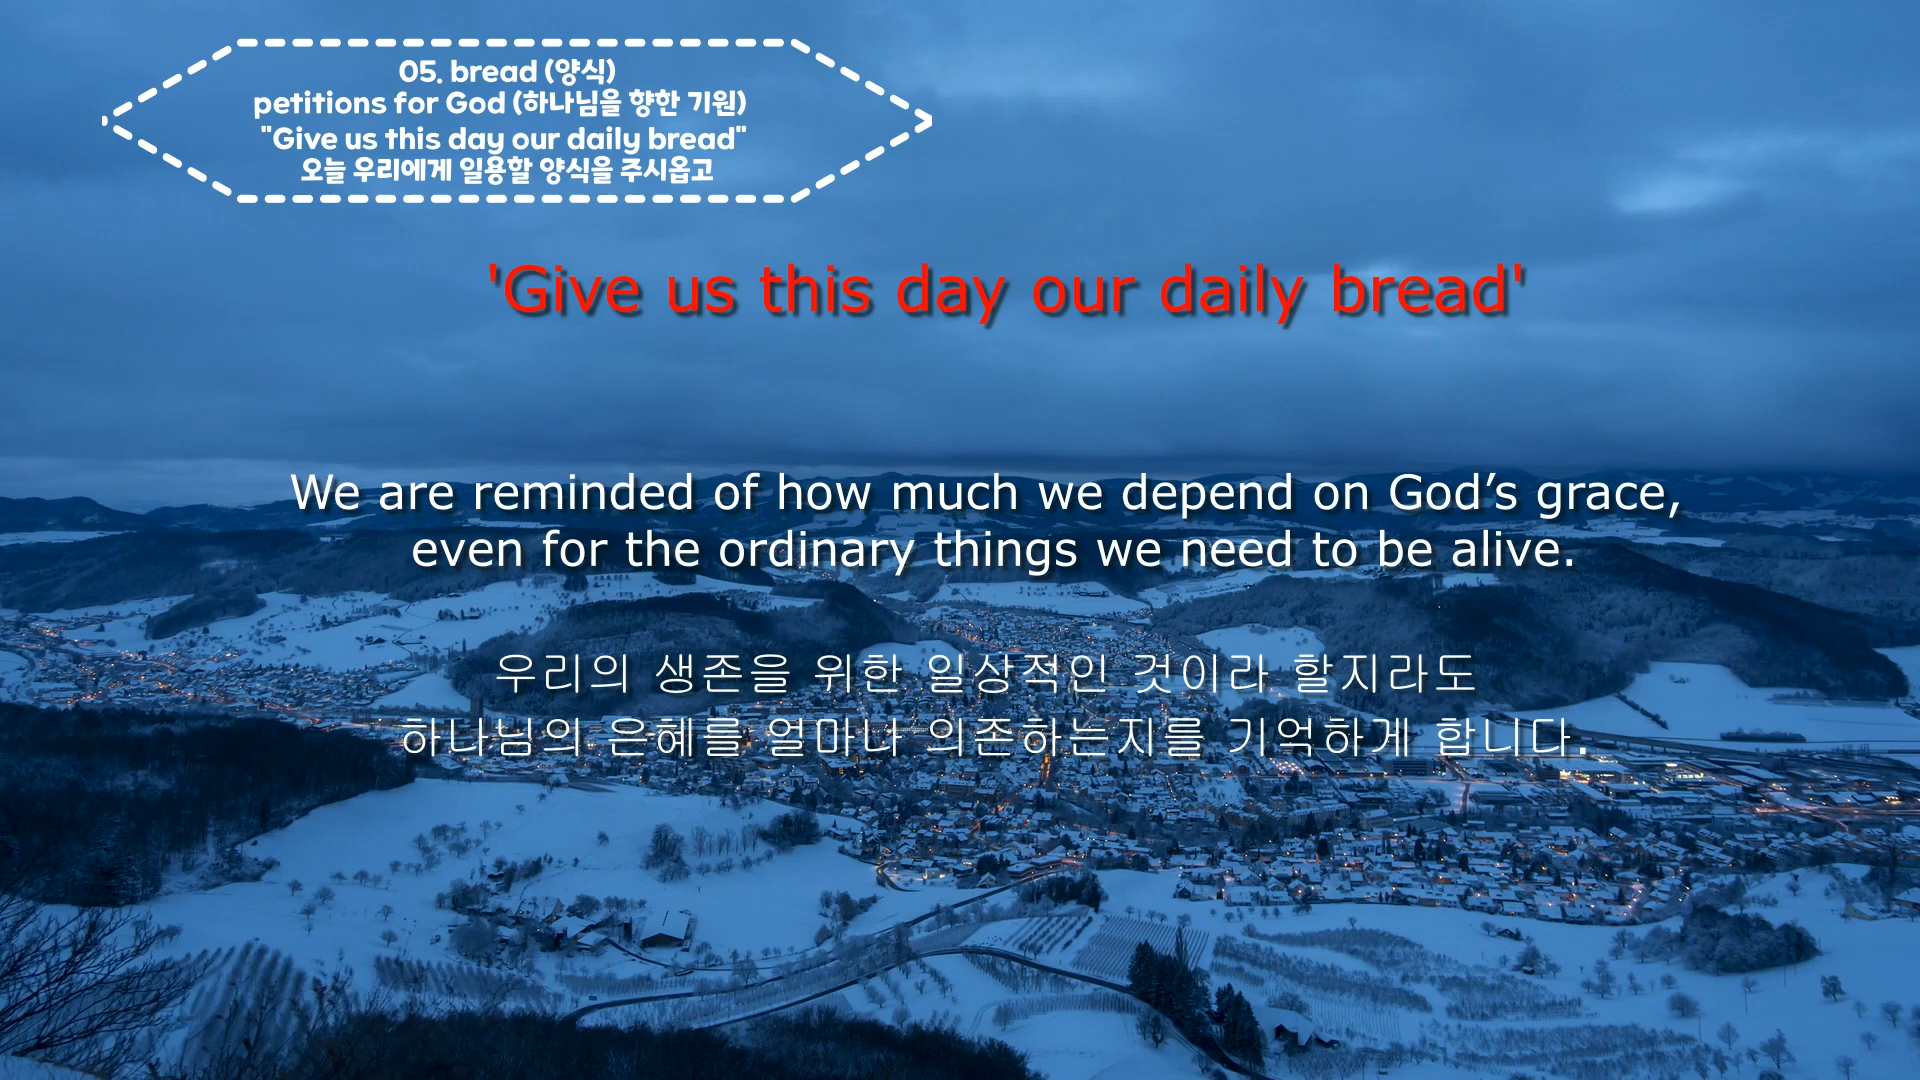 05. bread (양식)
petitions for God (하나님을 향한 기원)
"Give us this day our daily bread"
오늘 우리에게 일용할 양식을 주시옵고
'Give us this day our daily bread'
We are reminded of how much we depend on God’s grace,
even for the ordinary things we need to be alive.
우리의 생존을 위한 일상적인 것이라 할지라도
하나님의 은혜를 얼마나 의존하는지를 기억하게 합니다.